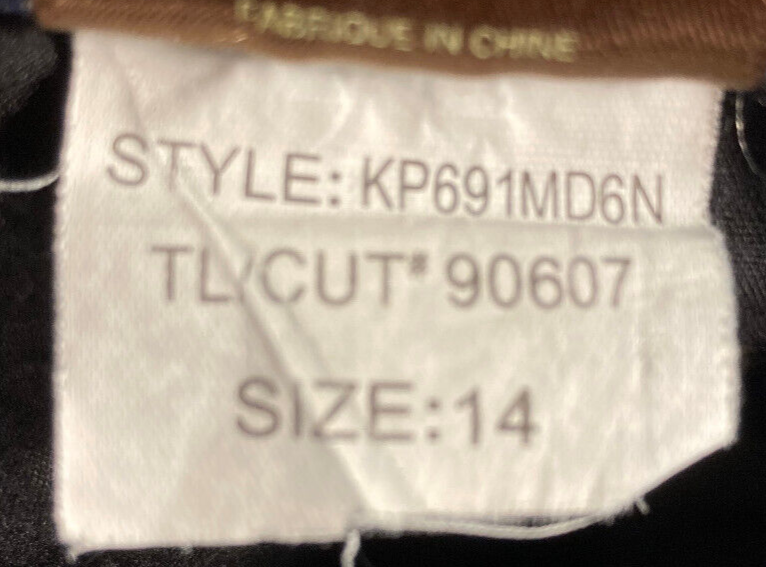 FABRIQUE IN CHINE
STYLE: KP691MD6N
TL/CUT# 90607
SIZE:14